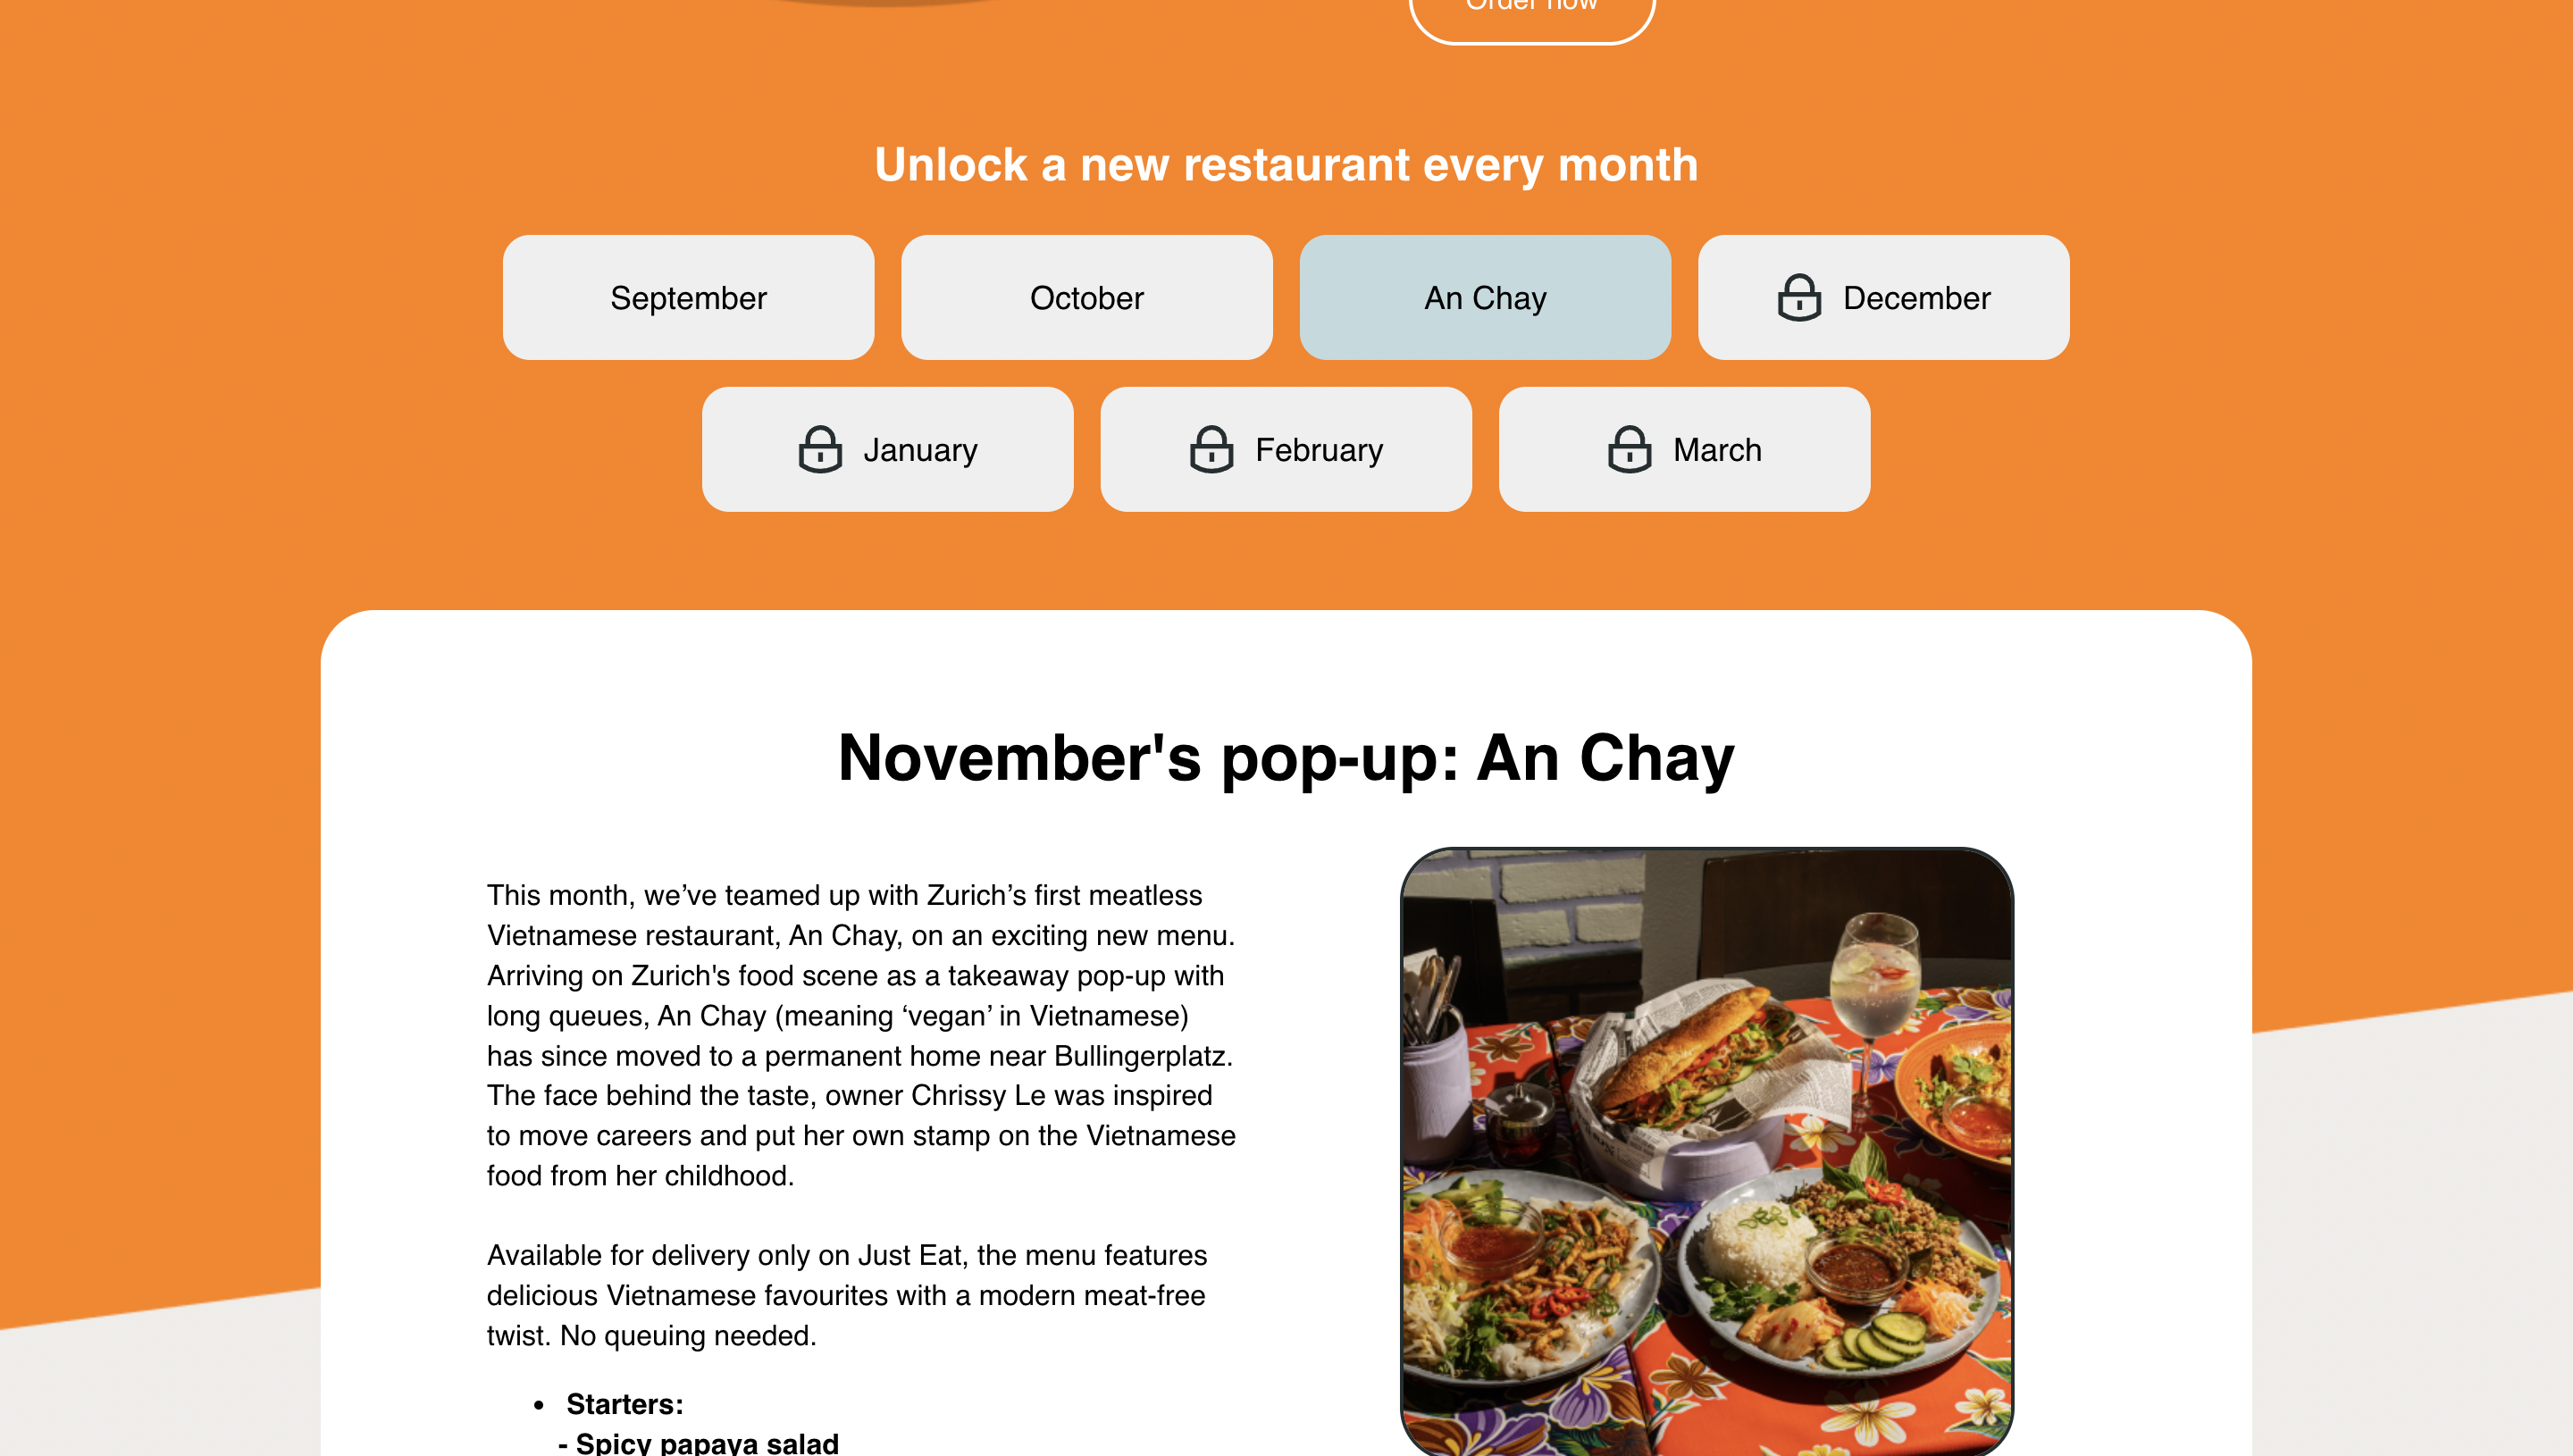 Order now
Unlock a new restaurant every month
September
October
An Chay
December
January
February
March
November's pop-up: An Chay
This month, we’ve teamed up with Zurich’s first meatless
Vietnamese restaurant, An Chay, on an exciting new menu.
Arriving on Zurich's food scene as a takeaway pop-up with
long queues, An Chay (meaning ‘vegan’ in Vietnamese)
has since moved to a permanent home near Bullingerplatz.
The face behind the taste, owner Chrissy Le was inspired
to move careers and put her own stamp on the Vietnamese
food from her childhood.
Available for delivery only on Just Eat, the menu features
delicious Vietnamese favourites with a modern meat-free
twist. No queuing needed.
• Starters:
- Spicy papaya salad